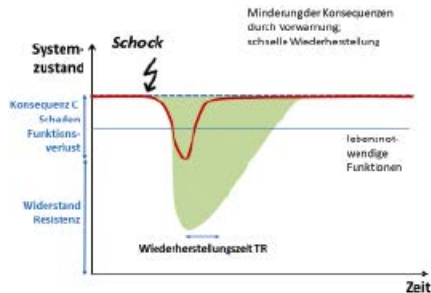 Minderung der Konsequenzen
durch Vorwarnung;
schnelle Wiederherstellung
System-
zustand
Schock
Konsequenz C
Schaden
Funktions-
verlust
lebensnot-
wendige
Funktionen
Widerstand
Resistenz
Wiederherstellungszeit TR
Zeit